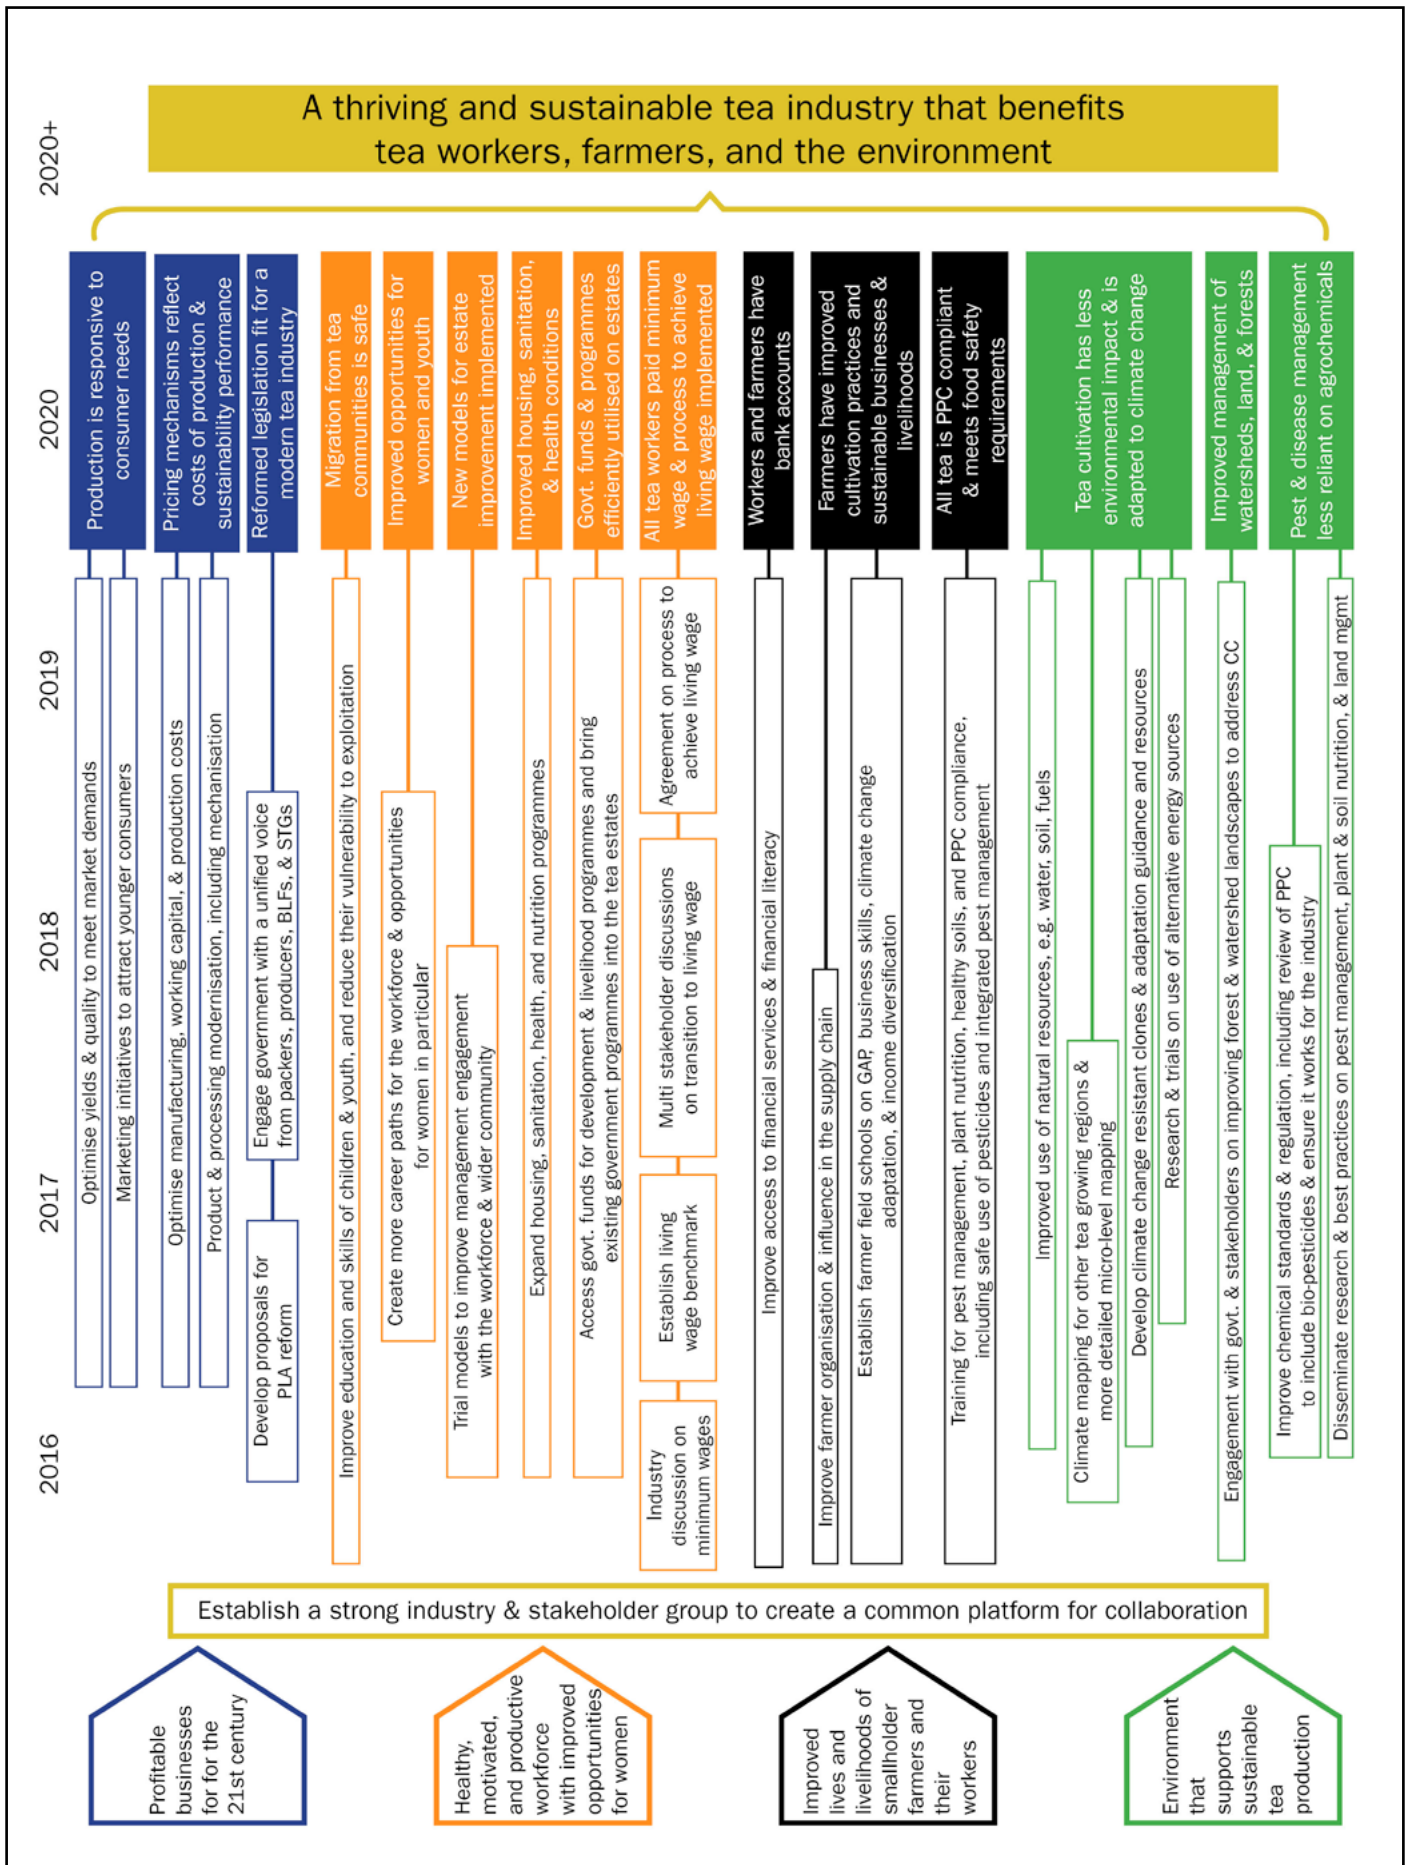 A thriving and sustainable tea industry that benefits
tea workers, farmers, and the environment
2020+
2020
2019
2018
2017
2016
Production is responsive to
consumer needs
Pricing mechanisms reflect
costs of production &
sustainability performance
Reformed legislation fit for a
modern tea industry
Migration from tea
communities is safe
Improved opportunities for
women and youth
New models for estate
improvement implemented
Improved housing, sanitation,
& health conditions
Govt. funds & programmes
efficiently utilised on estates
All tea workers paid minimum
wage & process to achieve
living wage implemented
Workers and farmers have
bank accounts
Farmers have improved
cultivation practices and
sustainable businesses &
livelihoods
All tea is PPC compliant
& meets food safety
requirements
Tea cultivation has less
environmental impact & is
adapted to climate change
Improved management of
watersheds, land, & forests
Pest & disease management
less reliant on agrochemicals
Optimise yields & quality to meet market demands
Marketing initiatives to attract younger consumers
Optimise manufacturing, working capital, & production costs
Product & processing modernisation, including mechanisation
Engage government with a unified voice
from packers, producers, BLFs, & STGs
Develop proposals for
PLA reform
Improve education and skills of children & youth, and reduce their vulnerability to exploitation
Create more career paths for the workforce & opportunities
for women in particular
Trial models to improve management engagement
with the workforce & wider community
Expand housing, sanitation, health, and nutrition programmes
Access govt. funds for development & livelihood programmes and bring
existing government programmes into the tea estates
Agreement on process to
achieve living wage
Multi stakeholder discussions
on transition to living wage
Establish living
wage benchmark
Industry
discussion on
minimum wages
Improve access to financial services & financial literacy
Improve farmer organisation & influence in the supply chain
Establish farmer field schools on GAP, business skills, climate change
adaptation, & income diversification
Training for pest management, plant nutrition, healthy soils, and PPC compliance,
including safe use of pesticides and integrated pest management
Improved use of natural resources, e.g. water, soil, fuels
Climate mapping for other tea growing regions &
more detailed micro-level mapping
Develop climate change resistant clones & adaptation guidance and resources
Research & trials on use of alternative energy sources
Engagement with govt. & stakeholders on improving forest & watershed landscapes to address CC
Improve chemical standards & regulation, including review of PPC
to include bio-pesticides & ensure it works for the industry
Disseminate research & best practices on pest management, plant & soil nutrition, & land mgmt
Establish a strong industry & stakeholder group to create a common platform for collaboration
Profitable
businesses
for for the
21st century
Healthy,
motivated,
and productive
workforce
with improved
opportunities
for women
Improved
lives and
livelihoods of
smallholder
farmers and
their
workers
Environment
that
supports
sustainable
tea
production